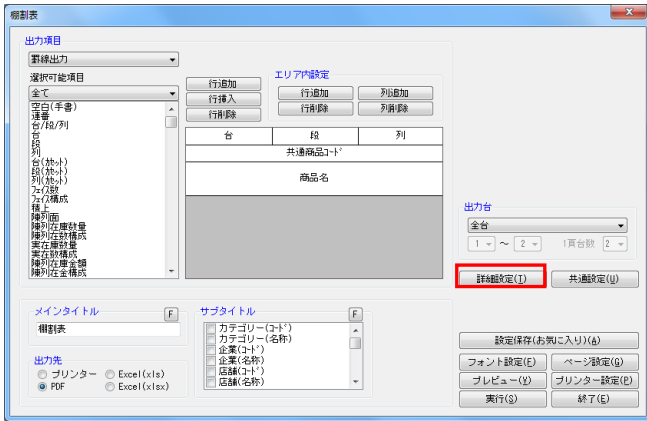 棚割表
出力項目
罫線出力
選択可能項目
全て
空白(手書)
連番
台/段/列
台
段
列
台(ｶｾｯﾄ)
段(ｶｾｯﾄ)
列(ｶｾｯﾄ)
ﾌｪｲｽ数
ﾌｪｲｽ構成
積上
陳列面
陳列在庫数量
陳列在数構成
実在庫数量
実在数構成
陳列在庫金額
陳列在金構成
行追加
行挿入
行削除
エリア内設定
行追加 列追加
行削除 列削除
台 段 列
共通商品ｺｰﾄﾞ
商品名
出力台
全台
1 ～ 2 1頁台数 2
詳細設定(T) 共通設定(U)
メインタイトル F
棚割表
出力先
プリンター Excel(xls)
PDF Excel(xlsx)
サブタイトル F
カテゴリー(ｺｰﾄﾞ)
カテゴリー(名称)
企業(ｺｰﾄﾞ)
企業(名称)
店舗(ｺｰﾄﾞ)
店舗(名称)
設定保存(お気に入り)(A)
フォント設定(F) ページ設定(G)
プレビュー(Y) プリンター設定(P)
実行(S) 終了(E)